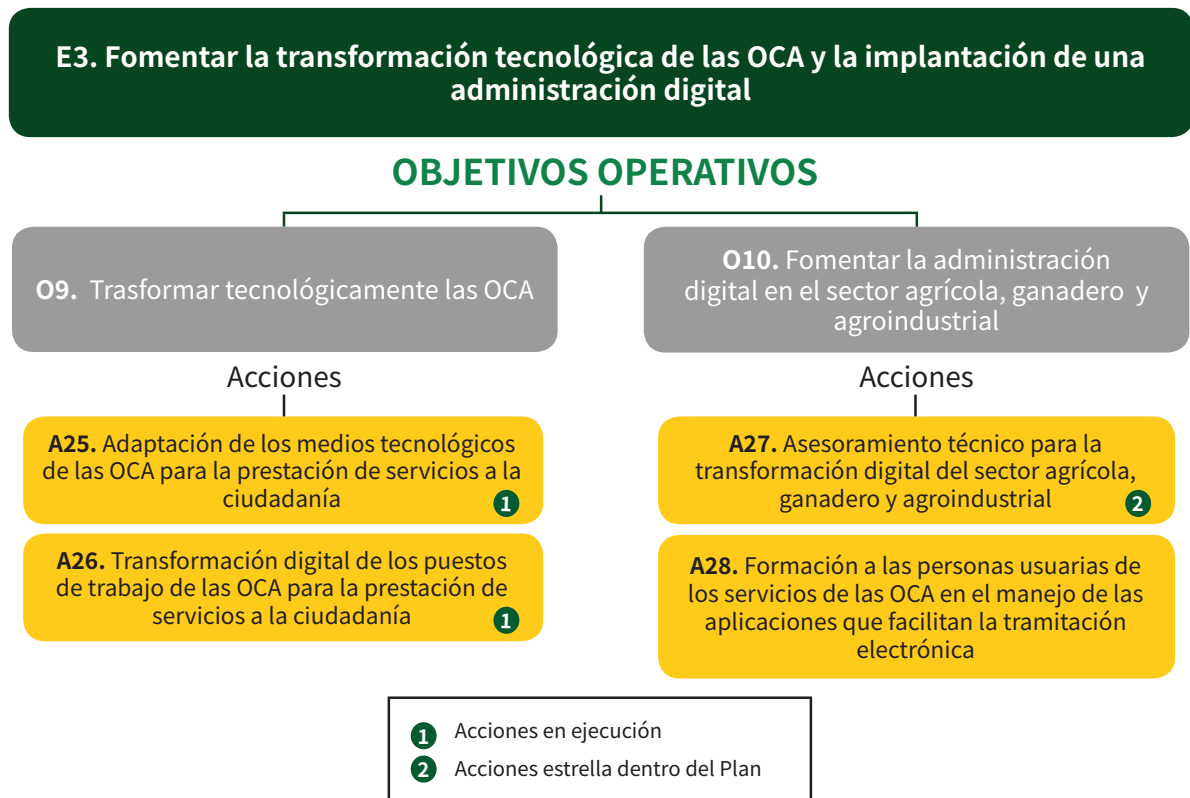 E3. Fomentar la transformación tecnológica de las OCA y la implantación de una
administración digital
OBJETIVOS OPERATIVOS
O9. Trasformar tecnológicamente las OCA
Acciones
A25. Adaptación de los medios tecnológicos
de las OCA para la prestación de servicios a la
ciudadanía
1
A26. Transformación digital de los puestos
de trabajo de las OCA para la prestación de
servicios a la ciudadanía
1
O10. Fomentar la administración
digital en el sector agrícola, ganadero y
agroindustrial
Acciones
A27. Asesoramiento técnico para la
transformación digital del sector agrícola,
ganadero y agroindustrial
2
A28. Formación a las personas usuarias de
los servicios de las OCA en el manejo de las
aplicaciones que facilitan la tramitación
electrónica
1 Acciones en ejecución
2 Acciones estrella dentro del Plan